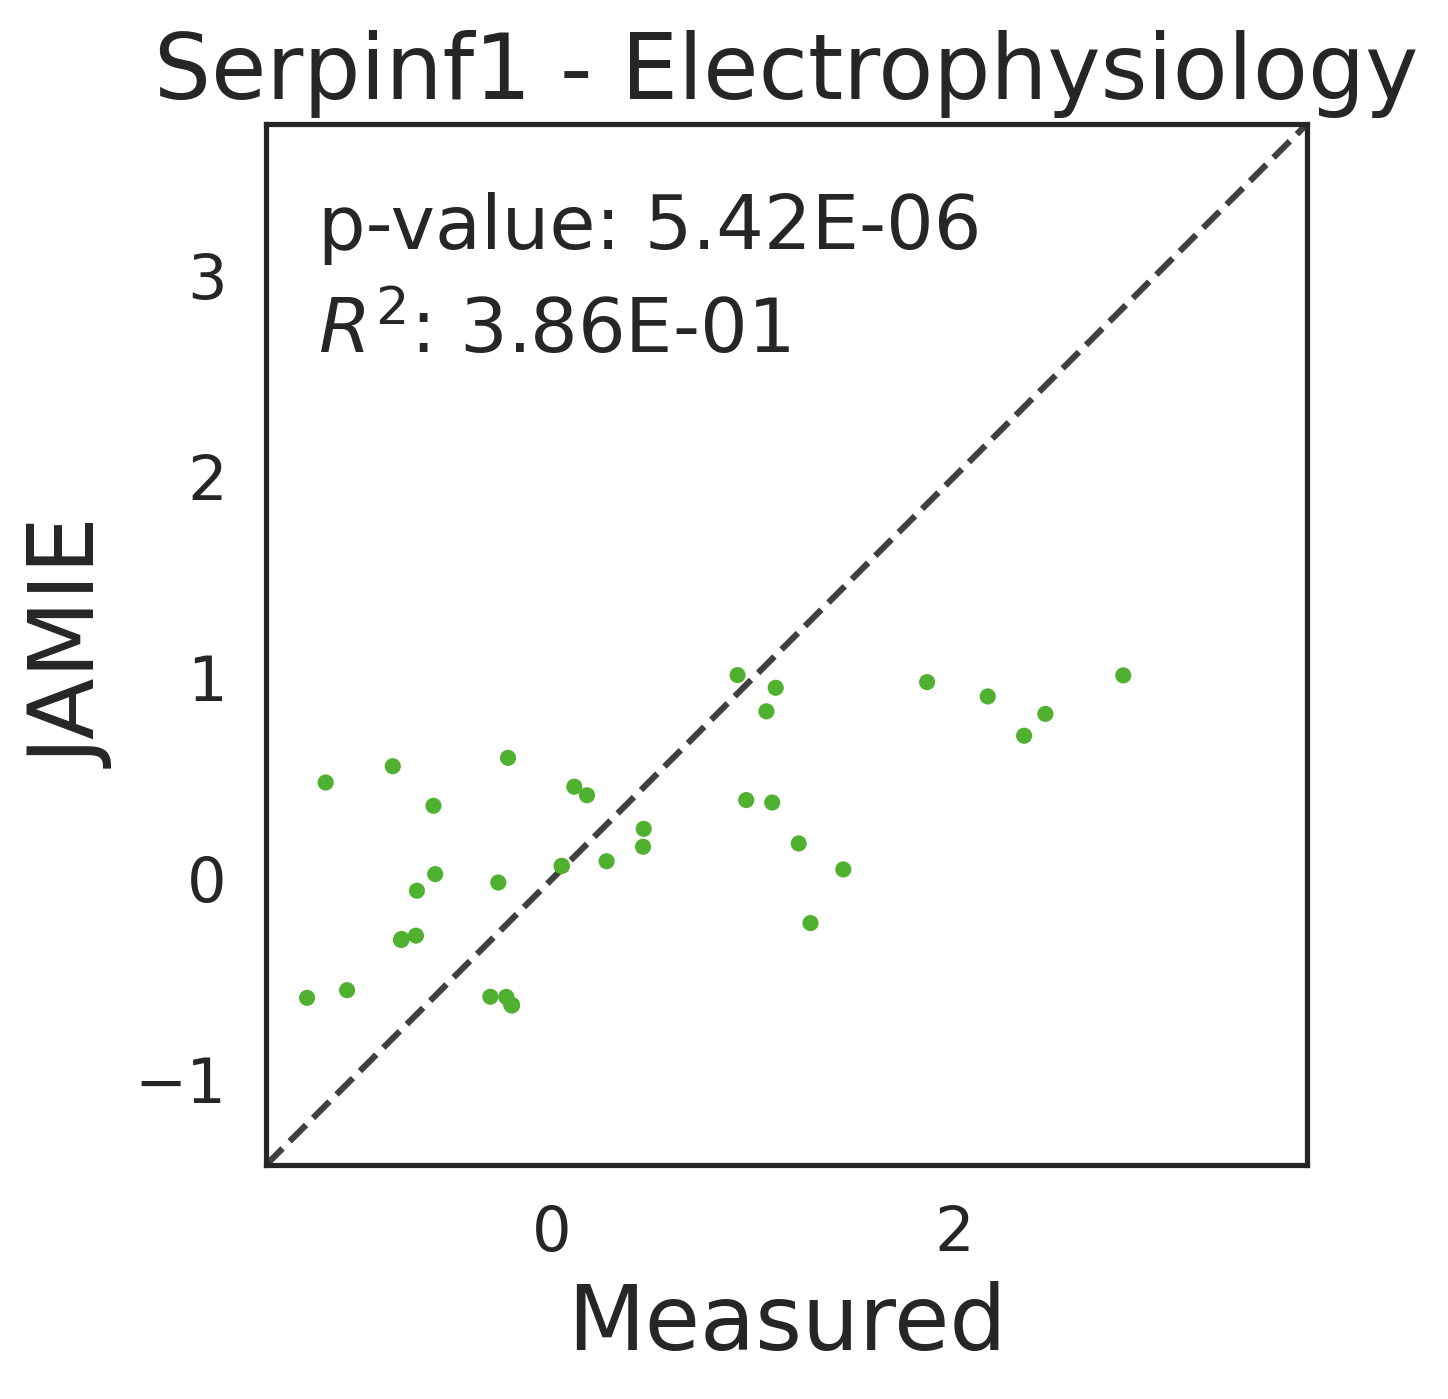 Serpinf1 - Electrophysiology
p-value: 5.42E-06
R²: 3.86E-01
3
2
1
0
−1
JAMIE
0 2
Measured